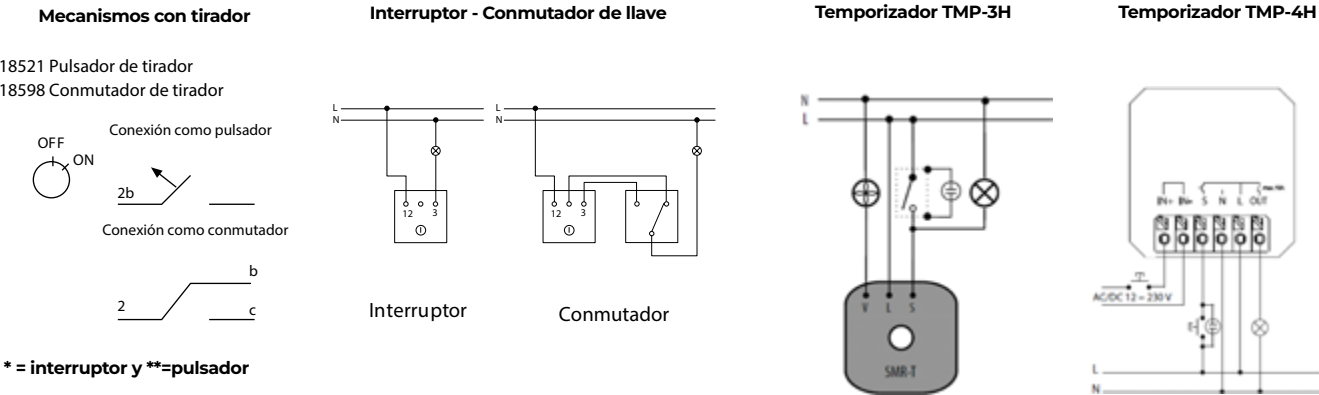 Mecanismos con tirador
18521 Pulsador de tirador
18598 Conmutador de tirador
OFF
ON
Conexión como pulsador
2b
Conexión como conmutador
b
2
c
* = interruptor y **=pulsador
Interruptor - Conmutador de llave
L
N
12 3
Interruptor
L
N
12 3
Conmutador
Temporizador TMP-3H
N
L
V L S
SMR-T
Temporizador TMP-4H
IN+ IN- S N L OUT
AC/DC 12 – 230 V
L
N